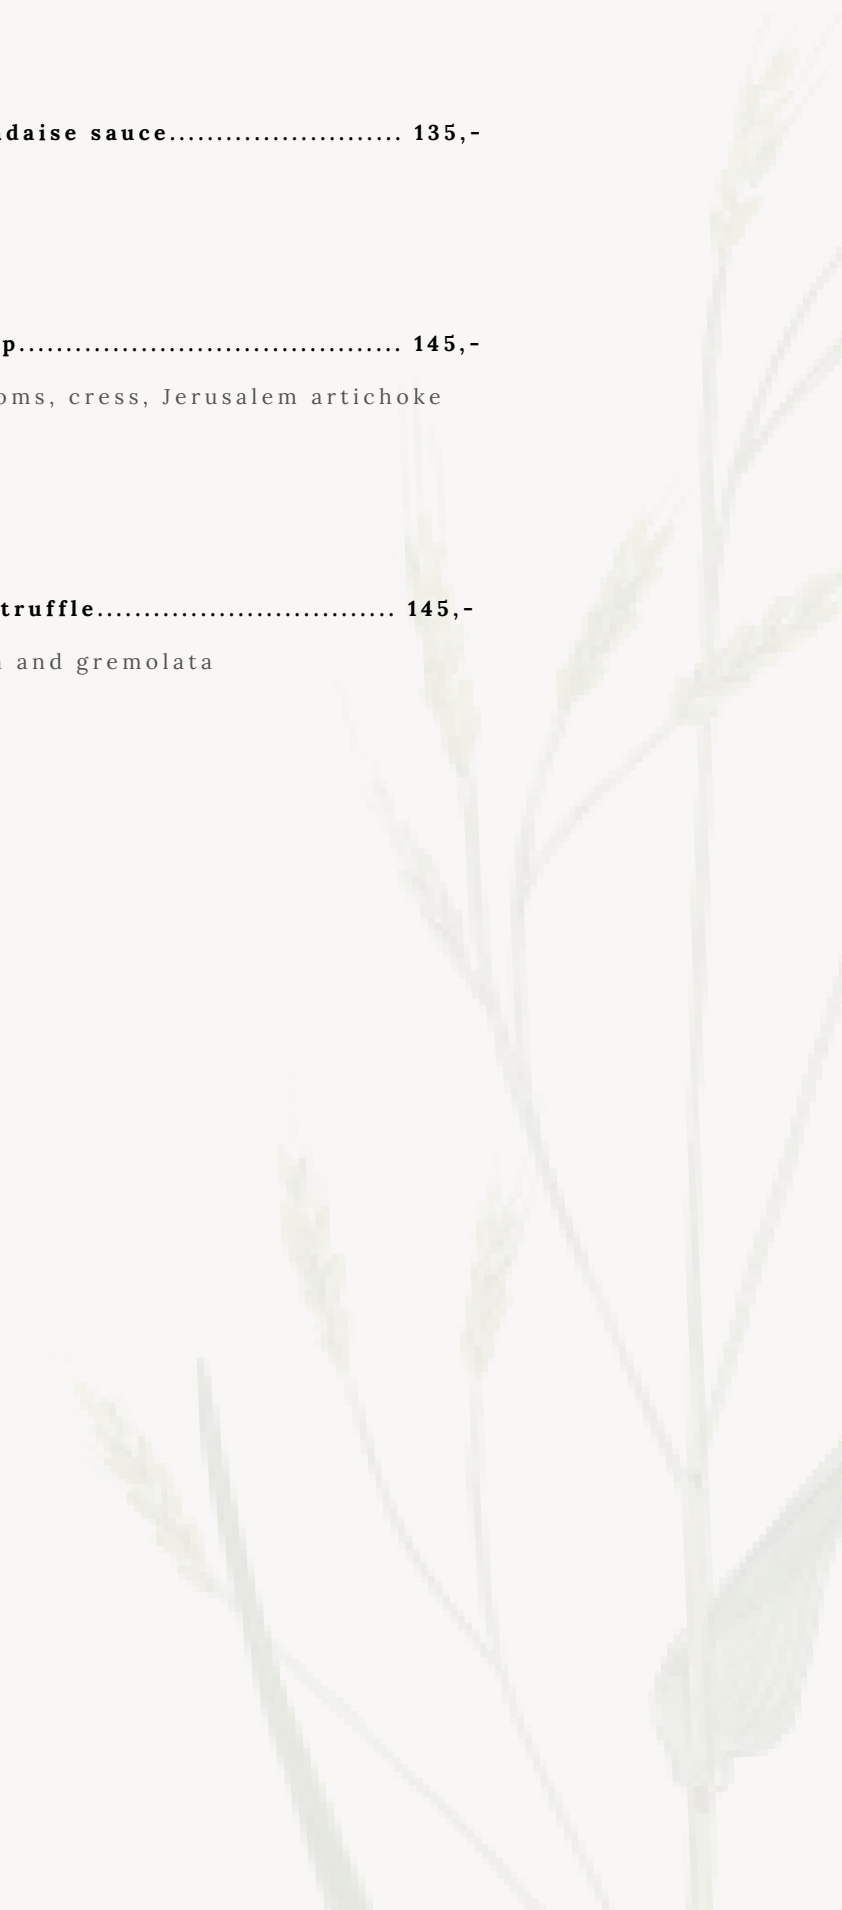 daise sauce........................ 135,-
p......................................... 145,-
oms, cress, Jerusalem artichoke
truffle................................ 145,-
and gremolata